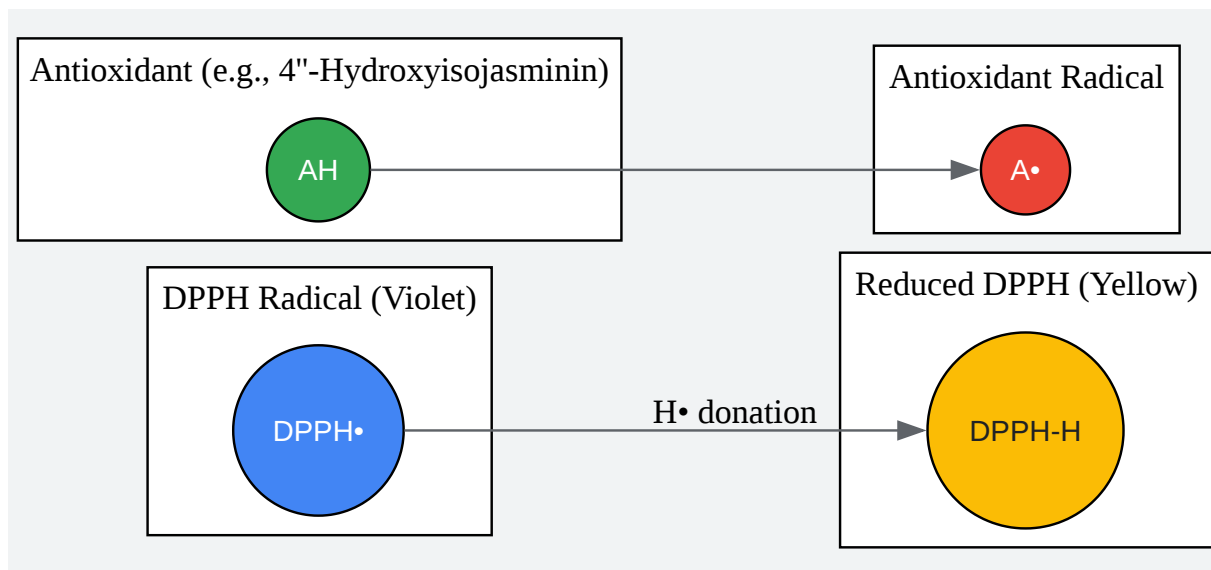 Antioxidant (e.g., 4"-Hydroxyisojasminin)
AH
Antioxidant Radical
A•
DPPH Radical (Violet)
DPPH•
H• donation
Reduced DPPH (Yellow)
DPPH-H